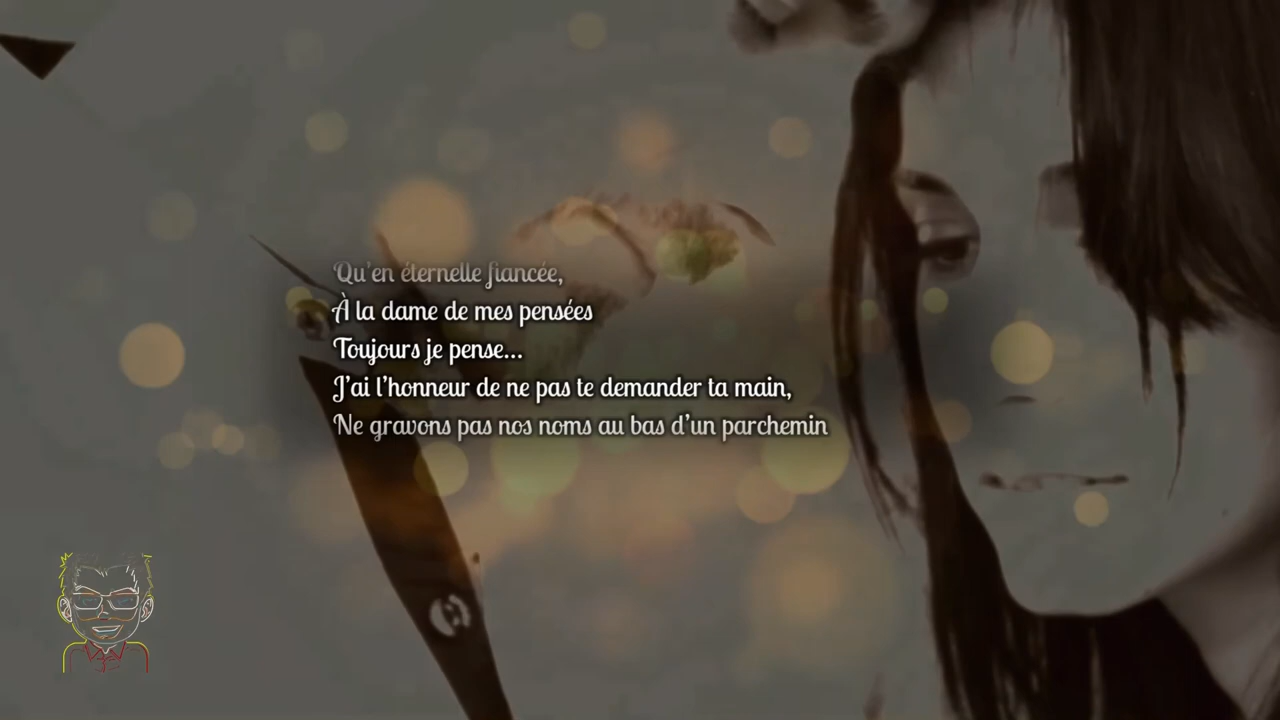 Qu'en éternelle fiancée,
À la dame de mes pensées
Toujours je pense...
J'ai l'honneur de ne pas te demander ta main,
Ne gravons pas nos noms au bas d'un parchemin